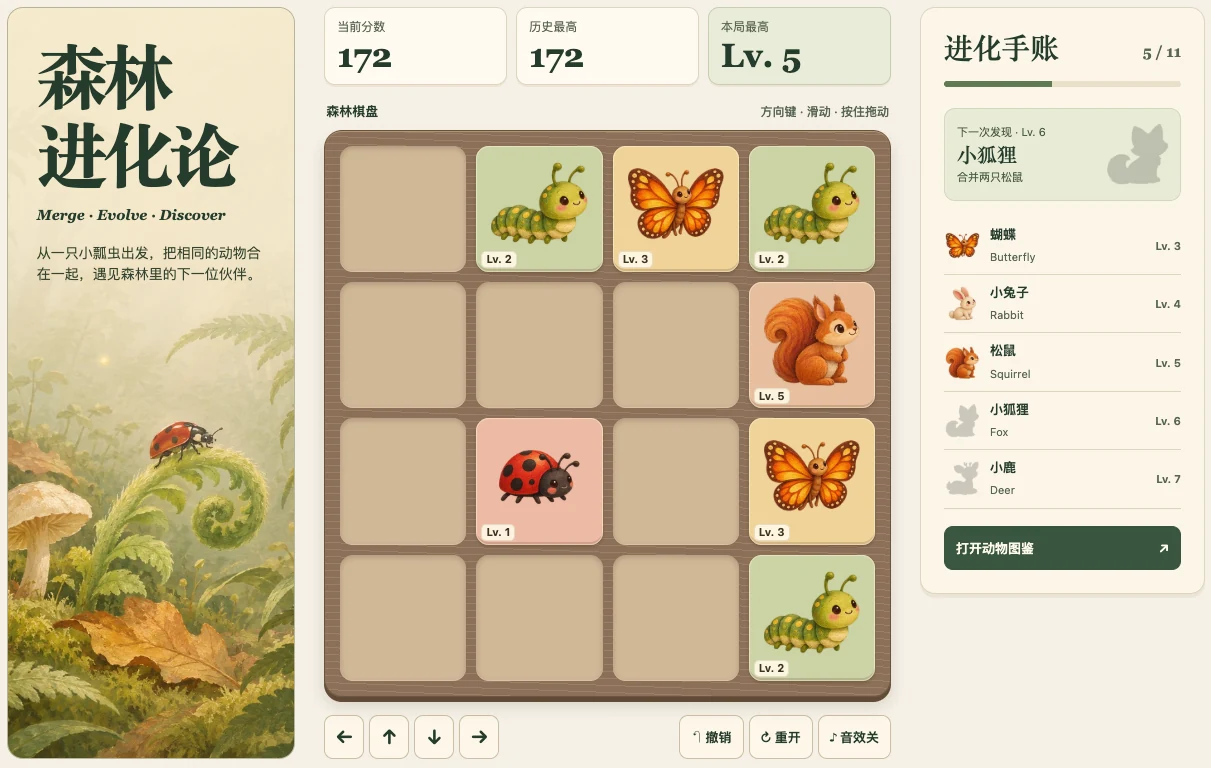 森林
进化论
Merge · Evolve · Discover
从一只小瓢虫出发，把相同的动物合
在一起，遇见森林里的下一位伙伴。
当前分数
172
历史最高
172
本局最高
Lv. 5
森林棋盘
方向键 · 滑动 · 按住拖动
Lv. 2
Lv. 3
Lv. 2
Lv. 5
Lv. 1
Lv. 3
Lv. 2
← ↑ ↓ →
撤销
↻ 重开
♪ 音效关
进化手账
5 / 11
下一次发现 · Lv. 6
小狐狸
合并两只松鼠
蝴蝶
Butterfly
Lv. 3
小兔子
Rabbit
Lv. 4
松鼠
Squirrel
Lv. 5
小狐狸
Fox
Lv. 6
小鹿
Deer
Lv. 7
打开动物图鉴 ↗